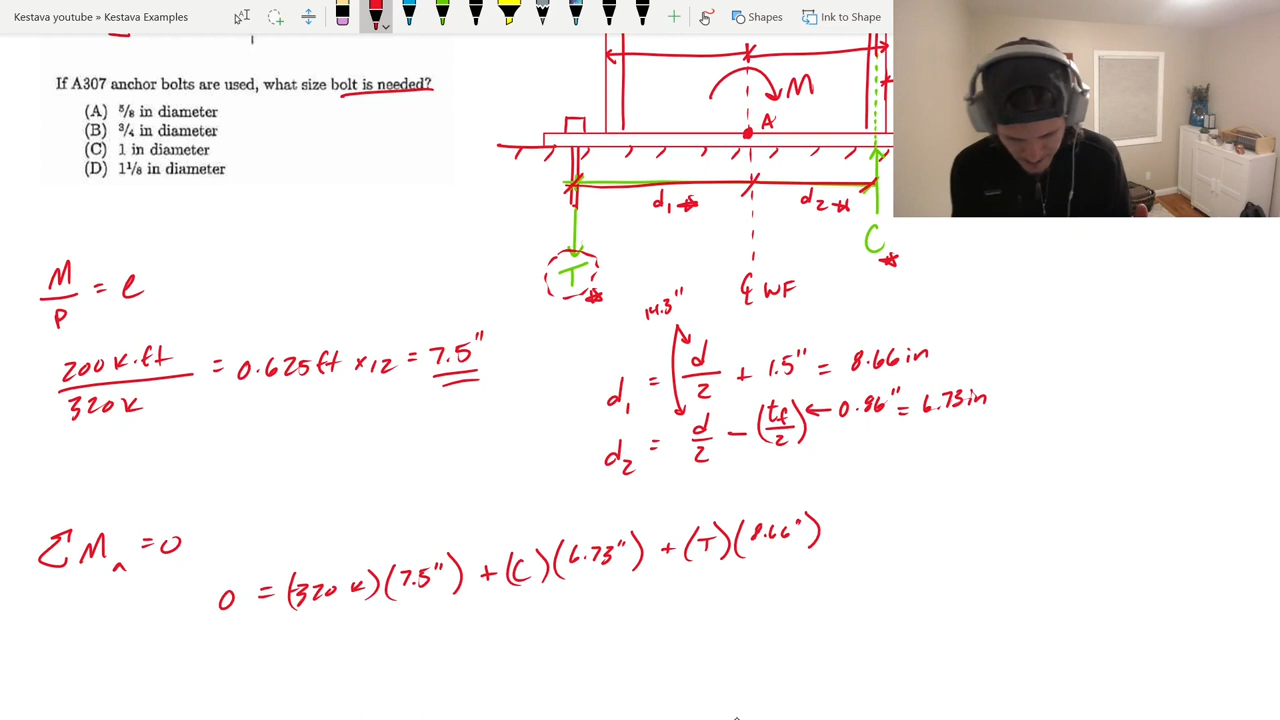 Kestava youtube » Kestava Examples
Shapes
Ink to Shape
If A307 anchor bolts are used, what size bolt is needed?
(A) 5/8 in diameter
(B) 3/4 in diameter
(C) 1 in diameter
(D) 1 1/8 in diameter
M
A
d1
d2
T
C
℄ WF
M/P = e
200 k·ft / 320 k = 0.625 ft × 12 = 7.5"
14.3"
d1 = d/2 + 1.5" = 8.66 in
d2 = d/2 − (tf/2) ← 0.86" = 6.73 in
ΣMA = 0
0 = (320 k)(7.5") + (C)(6.73") + (T)(8.66")